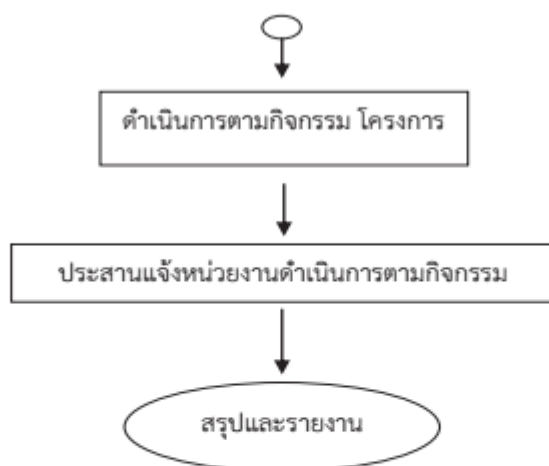 ดำเนินการตามกิจกรรม โครงการ
ประสานแจ้งหน่วยงานดำเนินการตามกิจกรรม
สรุปและรายงาน